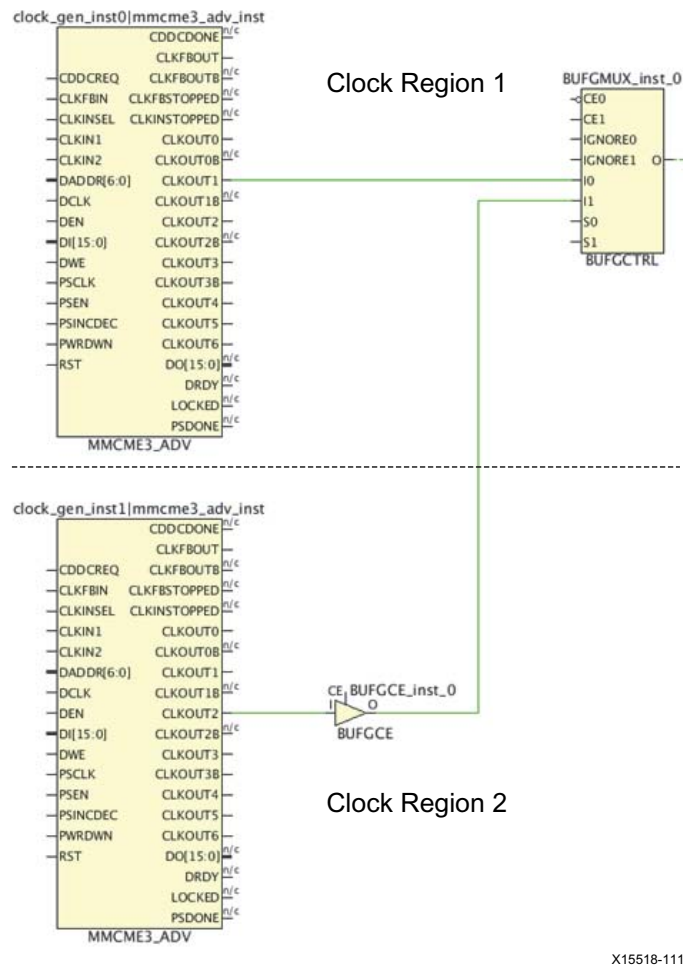 clock_gen_inst0|mmcme3_adv_inst
CDDCDONE n/c
CLKFBOUT
CDDCREQ CLKFBOUTB n/c
CLKFBIN CLKFBSTOPPED n/c
CLKINSEL CLKINSTOPPED n/c
CLKIN1 CLKOUT0
CLKIN2 CLKOUT0B n/c
DADDR[6:0] CLKOUT1
DCLK CLKOUT1B n/c
DEN CLKOUT2
DI[15:0] CLKOUT2B n/c
DWE CLKOUT3
PSCLK CLKOUT3B n/c
PSEN CLKOUT4
PSINCDEC CLKOUT5
PWRDWN CLKOUT6
RST DO[15:0] n/c
DRDY n/c
LOCKED n/c
PSDONE n/c
MMCME3_ADV
Clock Region 1
BUFGMUX_inst_0
CE0
CE1
IGNORE0
IGNORE1 O
I0
I1
S0
S1
BUFGCTRL
clock_gen_inst1|mmcme3_adv_inst
CDDCDONE n/c
CLKFBOUT
CDDCREQ CLKFBOUTB n/c
CLKFBIN CLKFBSTOPPED n/c
CLKINSEL CLKINSTOPPED n/c
CLKIN1 CLKOUT0
CLKIN2 CLKOUT0B n/c
DADDR[6:0] CLKOUT1
DCLK CLKOUT1B n/c
DEN CLKOUT2
DI[15:0] CLKOUT2B n/c
DWE CLKOUT3
PSCLK CLKOUT3B n/c
PSEN CLKOUT4
PSINCDEC CLKOUT5
PWRDWN CLKOUT6
RST DO[15:0] n/c
DRDY n/c
LOCKED n/c
PSDONE n/c
MMCME3_ADV
CE BUFGCE_inst_0
I O
BUFGCE
Clock Region 2
X15518-111